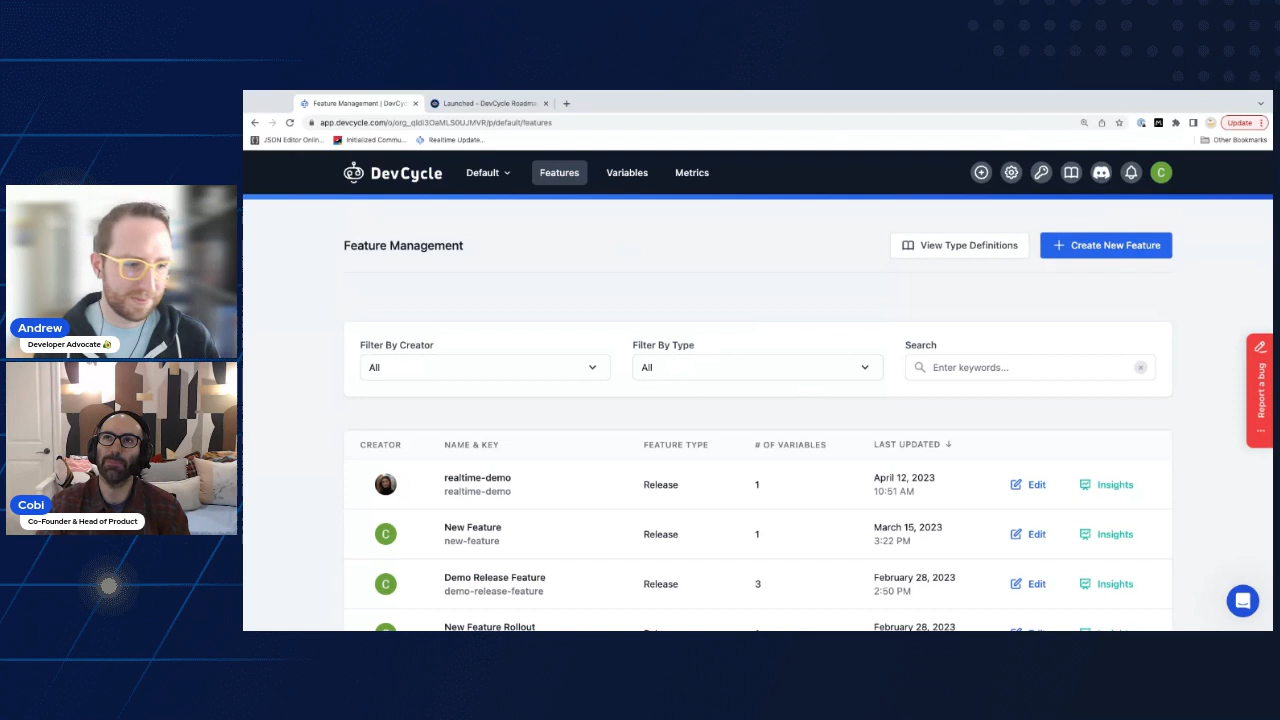 Feature Management | DevCyc
Launched - DevCycle Roadma
app.devcycle.com/o/org_qIdi3OaMLS0UJMVR/p/default/features
Update
JSON Editor Onlin...
Initialized Commu...
Realtime Update...
Other Bookmarks
DevCycle
Default
Features
Variables
Metrics
C
Feature Management
View Type Definitions
+ Create New Feature
Filter By Creator
All
Filter By Type
All
Search
Enter keywords...
Report a bug
CREATOR
NAME & KEY
FEATURE TYPE
# OF VARIABLES
LAST UPDATED
realtime-demo
realtime-demo
Release
1
April 12, 2023
10:51 AM
Edit
Insights
C
New Feature
new-feature
Release
1
March 15, 2023
3:22 PM
Edit
Insights
C
Demo Release Feature
demo-release-feature
Release
3
February 28, 2023
2:50 PM
Edit
Insights
New Feature Rollout
February 28, 2023
Andrew
Developer Advocate
Cobi
Co-Founder & Head of Product